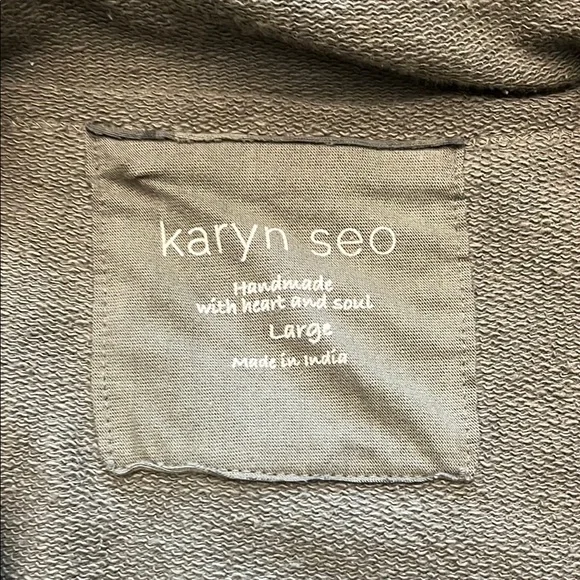 karyn seo
Handmade
with heart and soul
Large
Made in India